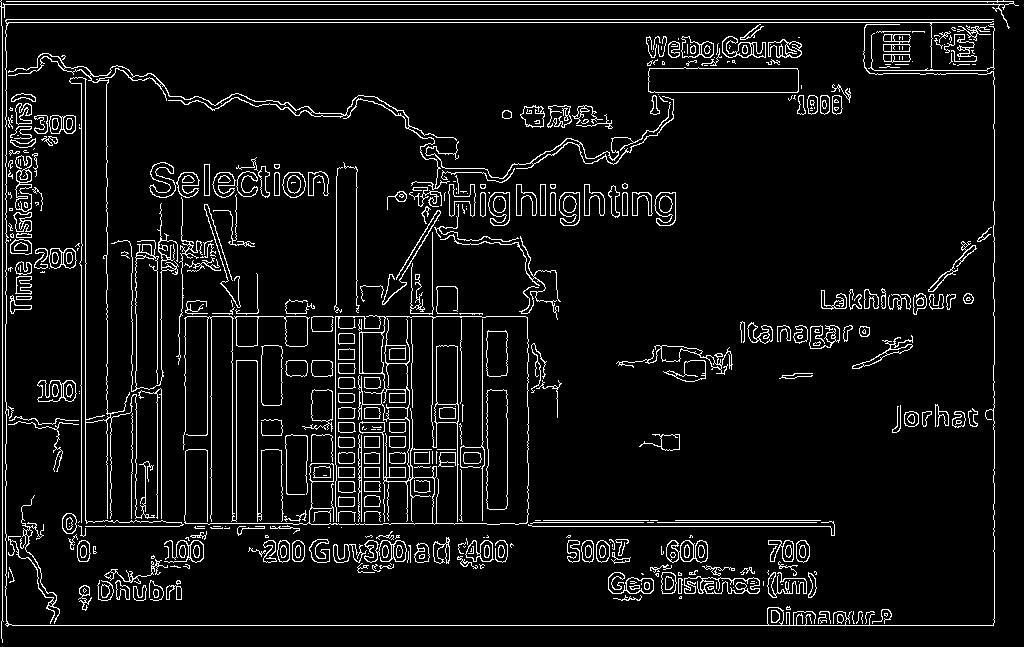 Weibo Counts
1 1000
Time Distance (hrs)
300
Selection
Highlighting
200
Lakhimpur
Itanagar
100
Jorhat
0
0 100 200 300 400 500 600 700
Geo Distance (km)
Dhubri
Dimapur